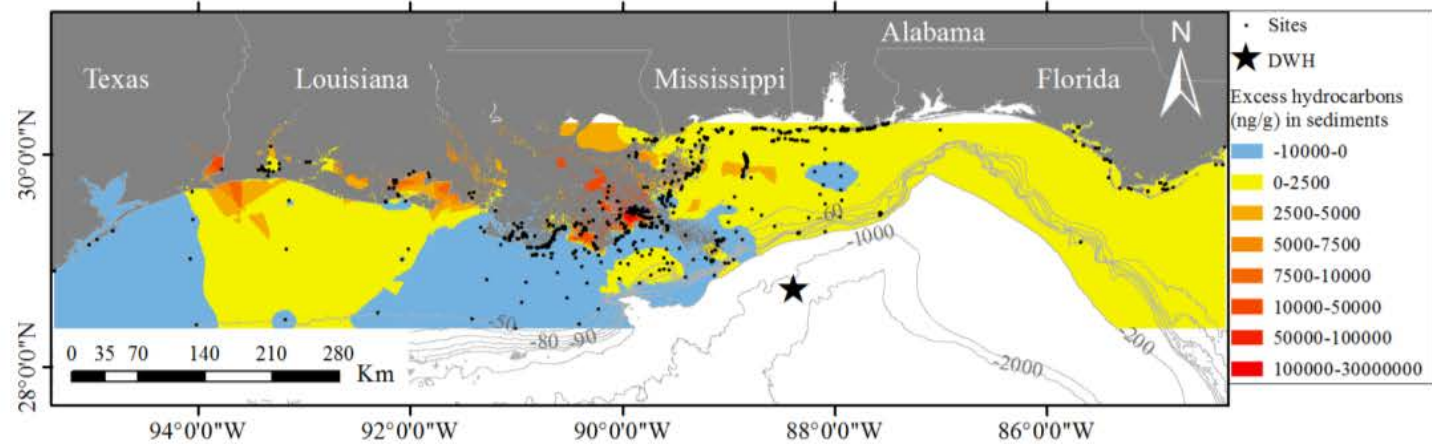 Texas
Louisiana
Mississippi
Alabama
Florida
N
Sites
DWH
Excess hydrocarbons
(ng/g) in sediments
-10000-0
0-2500
2500-5000
5000-7500
7500-10000
10000-50000
50000-100000
100000-30000000
30°0'0"N
28°0'0"N
-60
-1000
-50
-80
-90
-200
-2000
0 35 70 140 210 280
Km
94°0'0"W 92°0'0"W 90°0'0"W 88°0'0"W 86°0'0"W